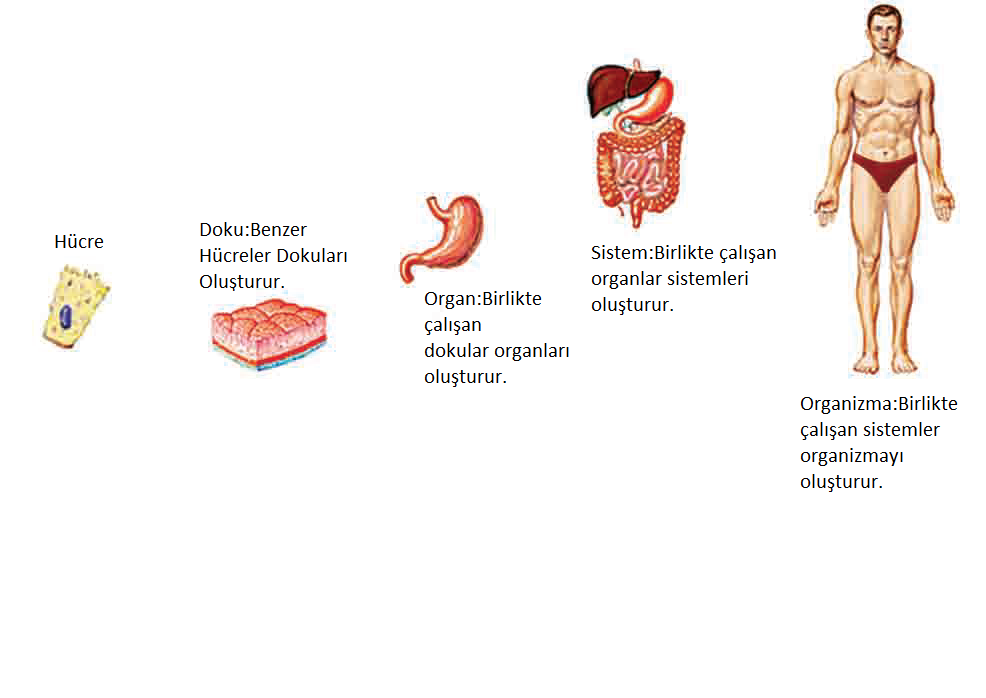 Hücre
Doku:Benzer
Hücreler Dokuları
Oluşturur.
Organ:Birlikte
çalışan
dokular organları
oluşturur.
Sistem:Birlikte çalışan
organlar sistemleri
oluşturur.
Organizma:Birlikte
çalışan sistemler
organizmayı
oluşturur.